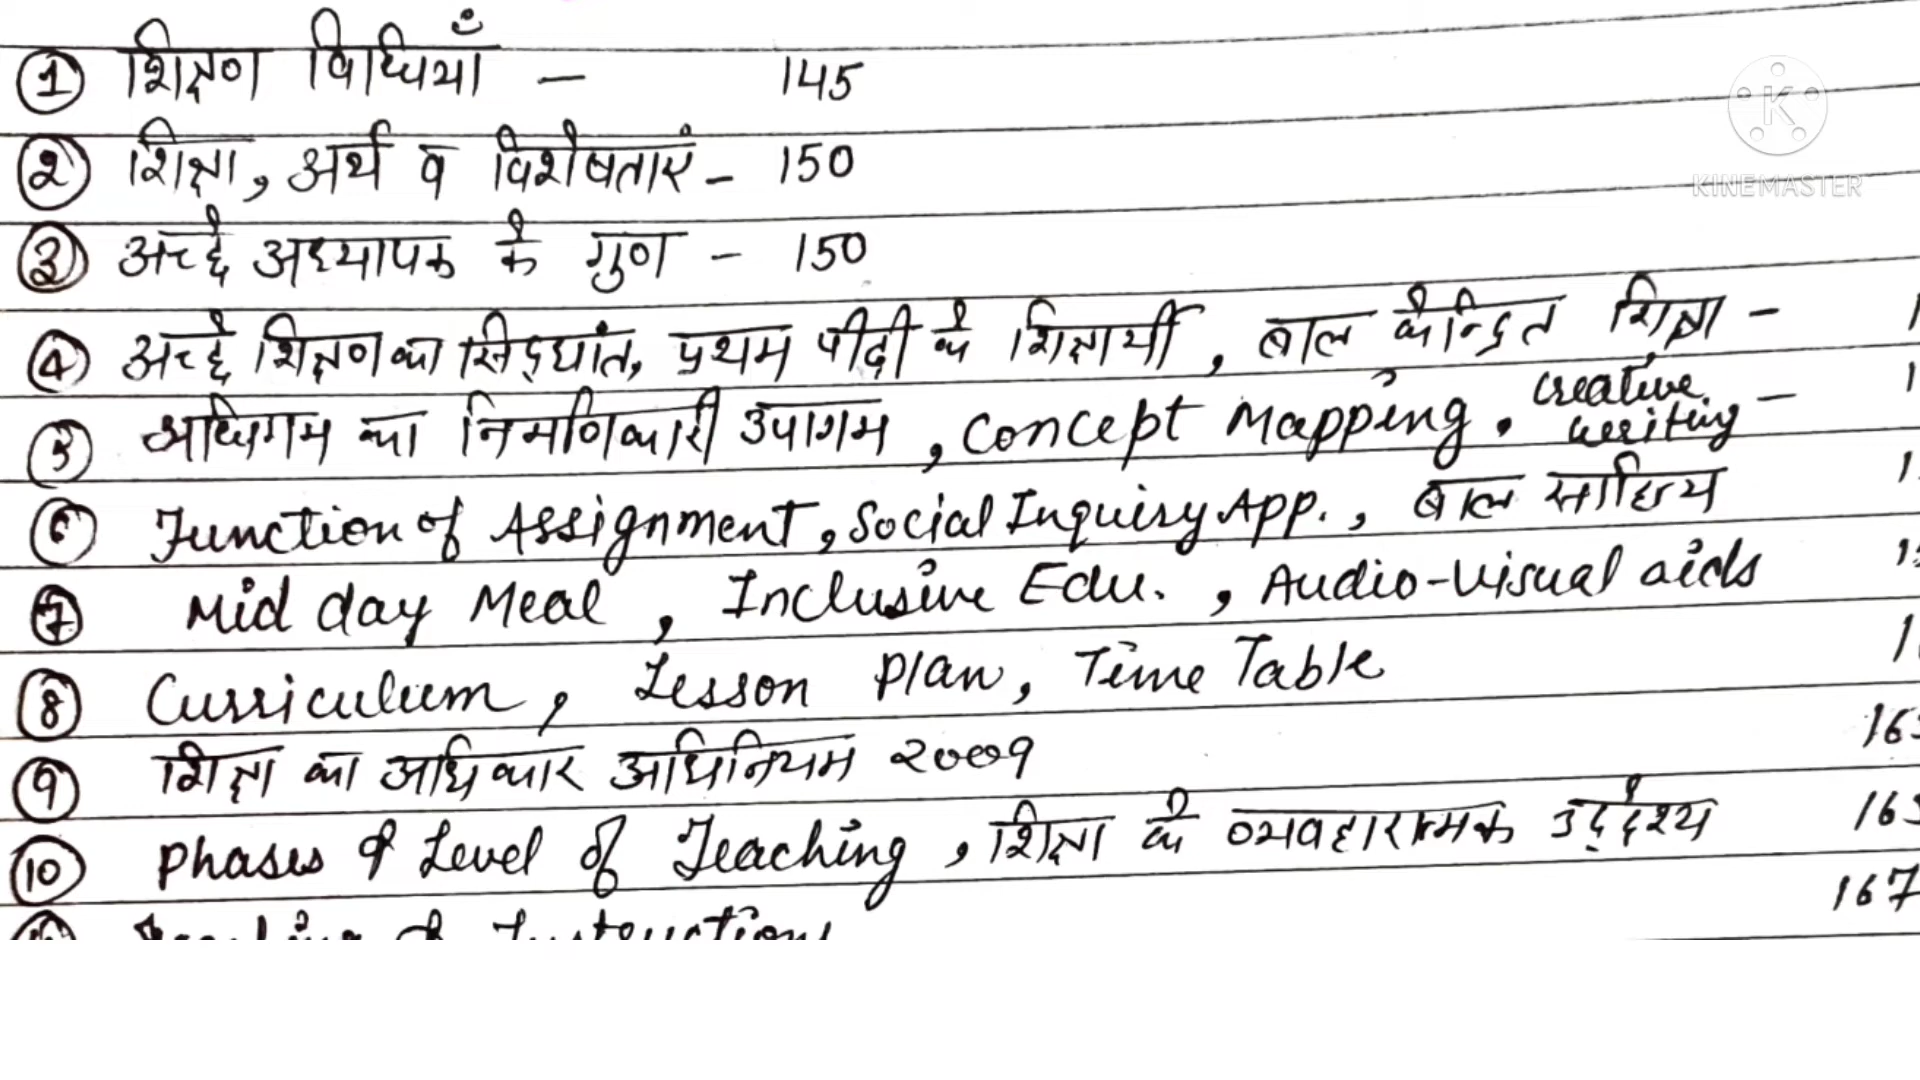 ① शिक्षण विधियाँ – 145
② शिक्षा, अर्थ व विशेषताएं – 150
③ अच्छे अध्यापक के गुण – 150
④ अच्छे शिक्षण का सिद्धांत, प्रथम पीढी के शिक्षार्थी, बाल केन्द्रित शिक्षा –
⑤ अधिगम का निर्माणकारी उपागम, Concept Mapping, Creative writing –
⑥ Function of Assignment, Social Inquiry App., बाल साहित्य
⑦ Mid day Meal, Inclusive Edu., Audio-Visual aids
⑧ Curriculum, Lesson Plan, Time Table
⑨ शिक्षा का अधिकार अधिनियम २००९
⑩ Phases & Level of Teaching, शिक्षा के व्यवहारात्मक उद्देश्य
167
KINEMASTER